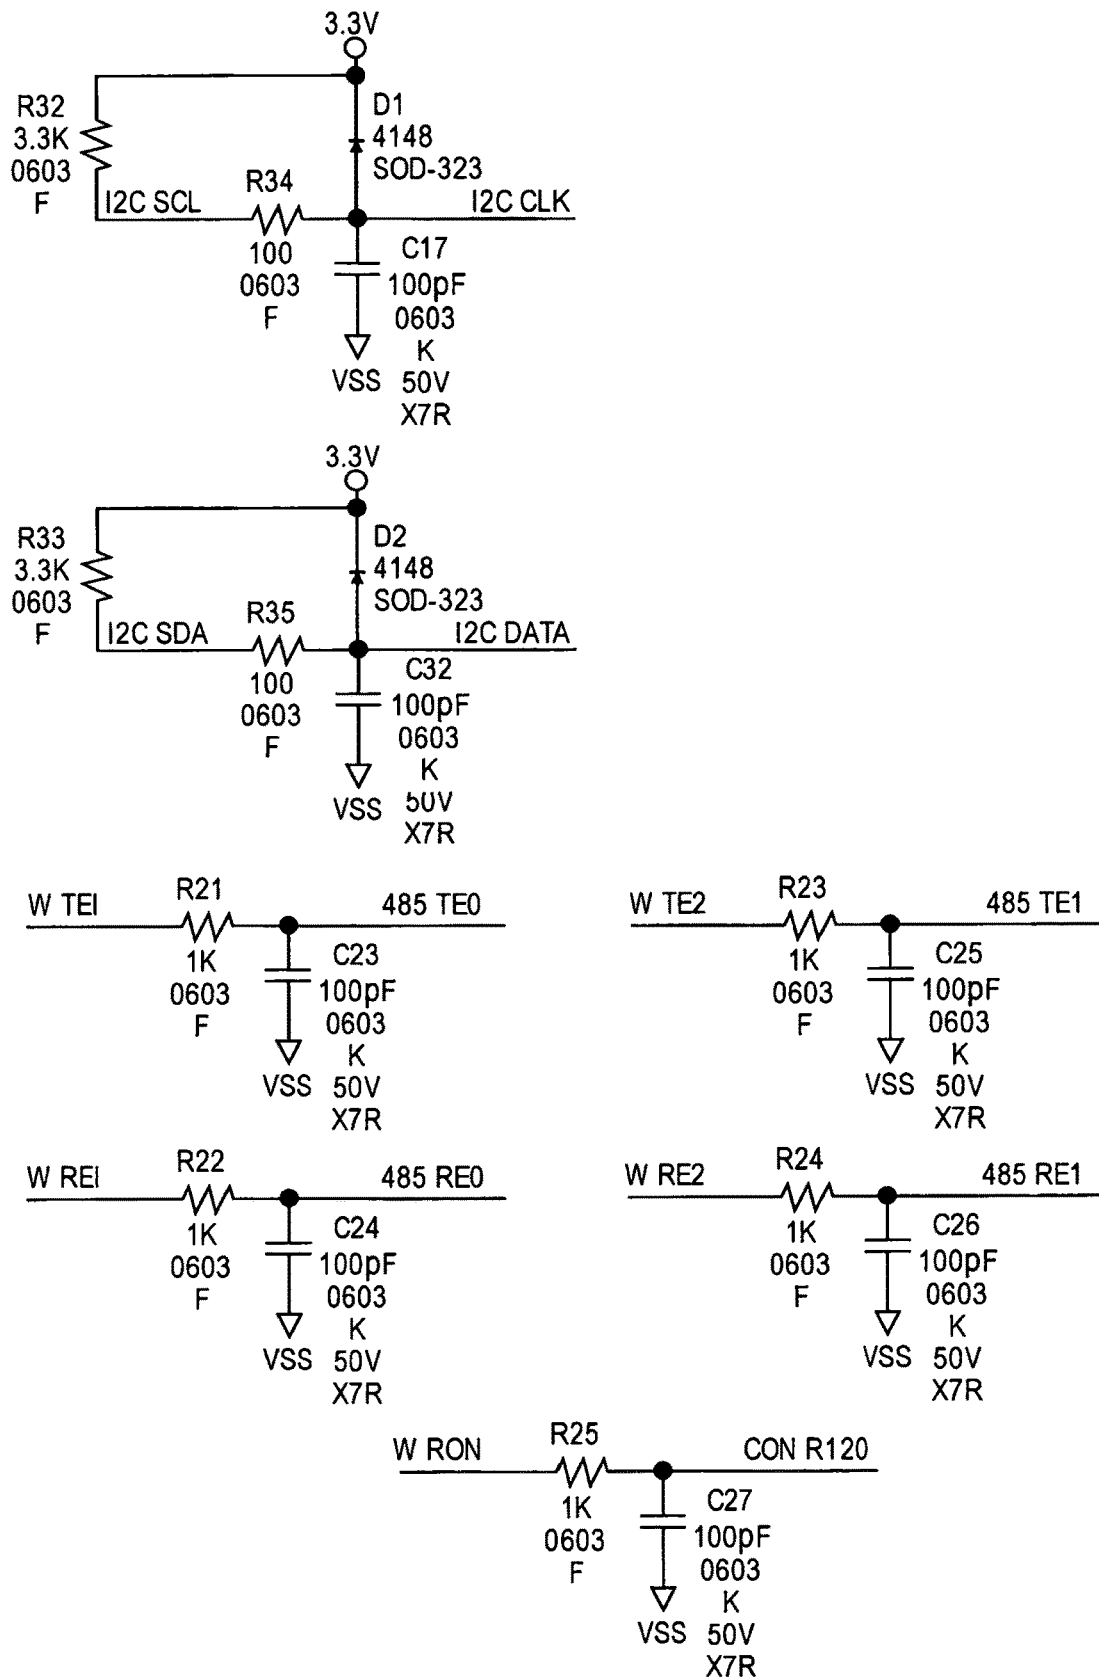 3.3V
R32
3.3K
0603
F
D1
4148
SOD-323
I2C SCL
R34
100
0603
F
I2C CLK
C17
100pF
0603
K
50V
X7R
VSS
3.3V
R33
3.3K
0603
F
D2
4148
SOD-323
I2C SDA
R35
100
0603
F
I2C DATA
C32
100pF
0603
K
50V
X7R
VSS
W TEI
R21
1K
0603
F
485 TE0
C23
100pF
0603
K
50V
X7R
VSS
W TE2
R23
1K
0603
F
485 TE1
C25
100pF
0603
K
50V
X7R
VSS
W REI
R22
1K
0603
F
485 RE0
C24
100pF
0603
K
50V
X7R
VSS
W RE2
R24
1K
0603
F
485 RE1
C26
100pF
0603
K
50V
X7R
VSS
W RON
R25
1K
0603
F
CON R120
C27
100pF
0603
K
50V
X7R
VSS